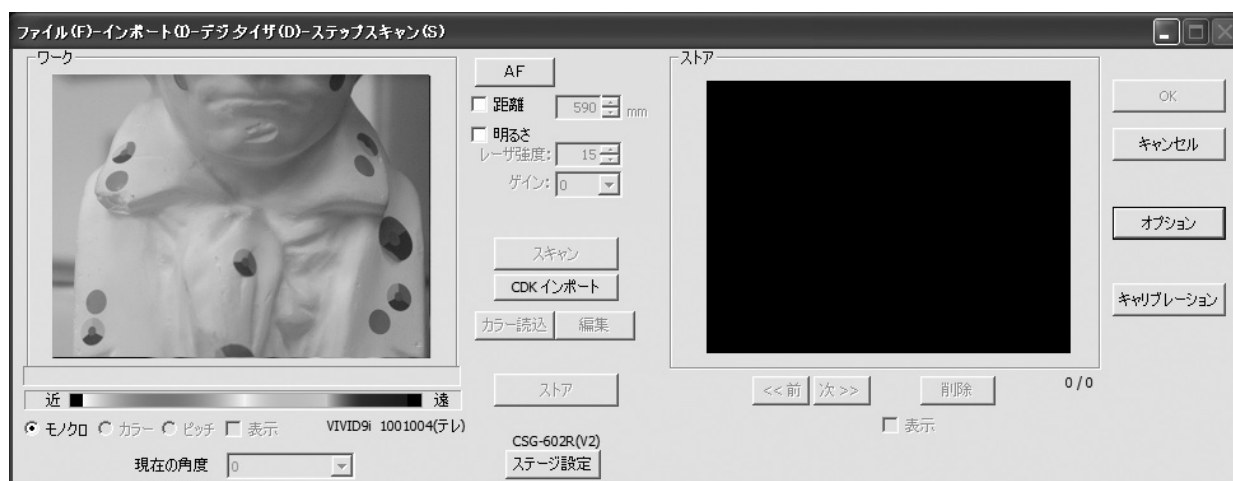 ファイル(F)-インポート(I)-デジタイザ(D)-ステップスキャン(S)
ワーク
AF
距離 590 mm
明るさ
レーザ強度: 15
ゲイン: 0
スキャン
CDK インポート
カラー読込 編集
ストア
近 遠
モノクロ カラー ピッチ 表示 VIVID9i 1001004(テレ)
現在の角度 0
CSG-602R(V2)
ステージ設定
ストア
<< 前 次 >> 削除 0 / 0
表示
OK
キャンセル
オプション
キャリブレーション